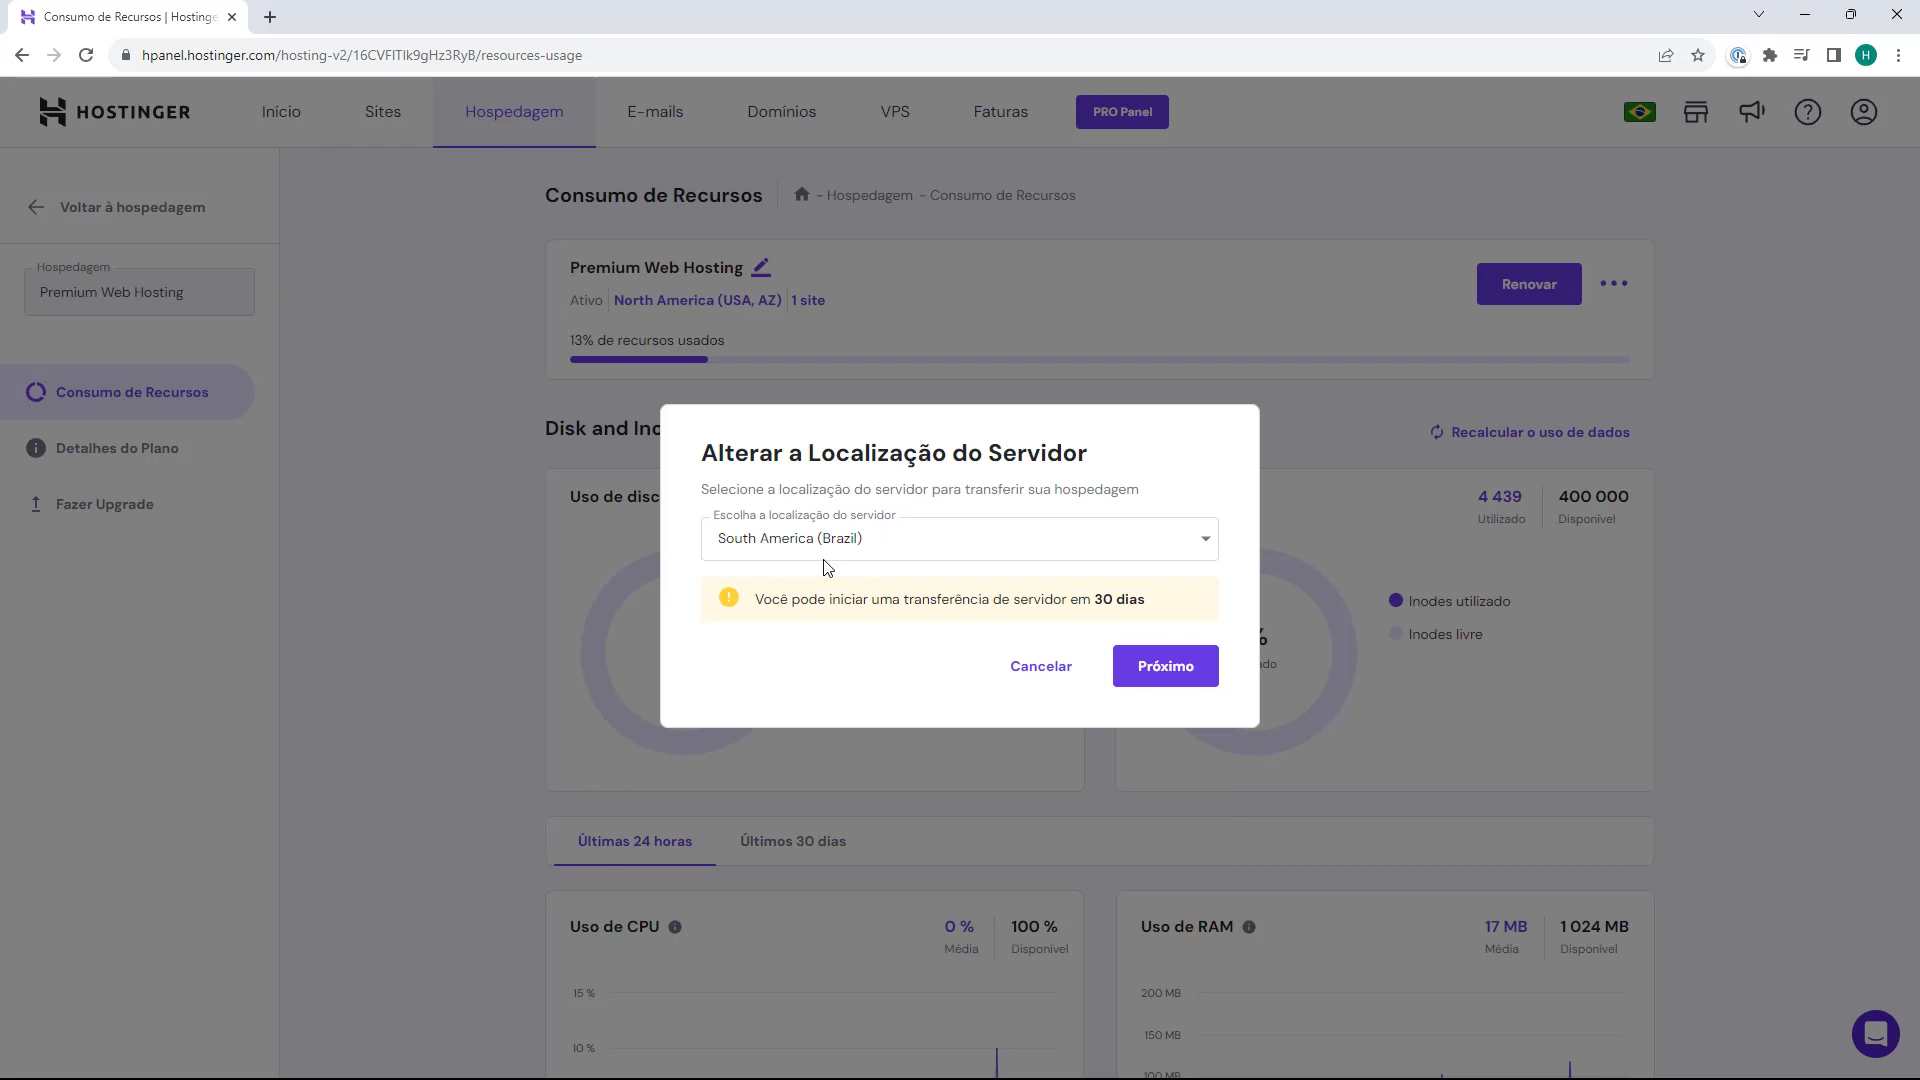 Consumo de Recursos | Hostinge
hpanel.hostinger.com/hosting-v2/16CVFITIk9gHz3RyB/resources-usage
H
HOSTINGER
Início
Sites
Hospedagem
E-mails
Domínios
VPS
Faturas
PRO Panel
Voltar à hospedagem
Hospedagem
Premium Web Hosting
Consumo de Recursos
Detalhes do Plano
Fazer Upgrade
Consumo de Recursos
- Hospedagem - Consumo de Recursos
Premium Web Hosting
Ativo
North America (USA, AZ)
1 site
Renovar
13% de recursos usados
Disk and Ino
Recalcular o uso de dados
Uso de disc
4 439
Utilizado
400 000
Disponível
Inodes utilizado
Inodes livre
%
ado
Alterar a Localização do Servidor
Selecione a localização do servidor para transferir sua hospedagem
Escolha a localização do servidor
South America (Brazil)
Você pode iniciar uma transferência de servidor em 30 dias
Cancelar
Próximo
Últimas 24 horas
Últimos 30 dias
Uso de CPU
0 %
Média
100 %
Disponível
15 %
10 %
Uso de RAM
17 MB
Média
1 024 MB
Disponível
200 MB
150 MB
100 MB